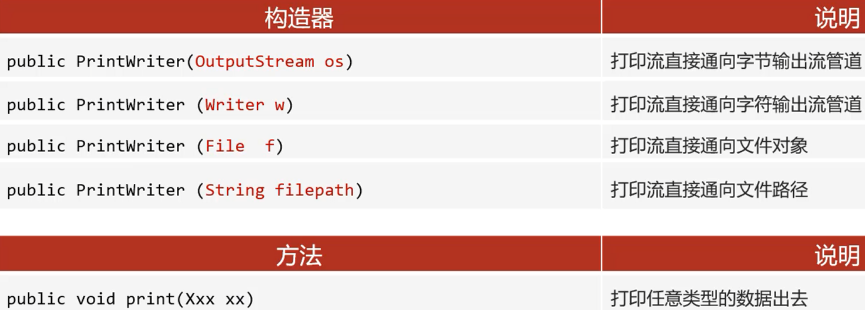 构造器 说明
public PrintWriter(OutputStream os) 打印流直接通向字节输出流管道
public PrintWriter (Writer w) 打印流直接通向字符输出流管道
public PrintWriter (File  f) 打印流直接通向文件对象
public PrintWriter (String filepath) 打印流直接通向文件路径
方法 说明
public void print(Xxx xx) 打印任意类型的数据出去